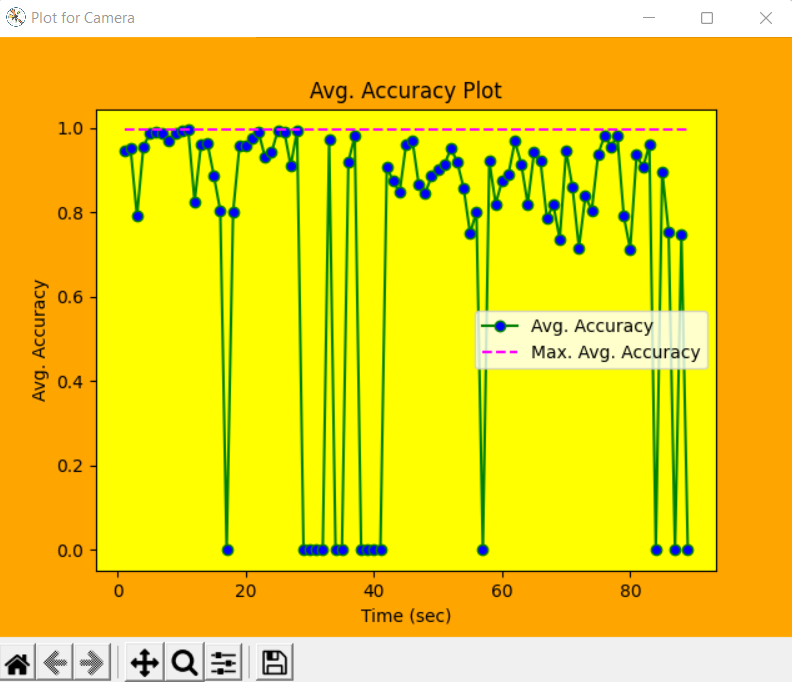 Plot for Camera
Avg. Accuracy Plot
1.0
0.8
0.6
0.4
0.2
0.0
Avg. Accuracy
Avg. Accuracy
Max. Avg. Accuracy
0 20 40 60 80
Time (sec)